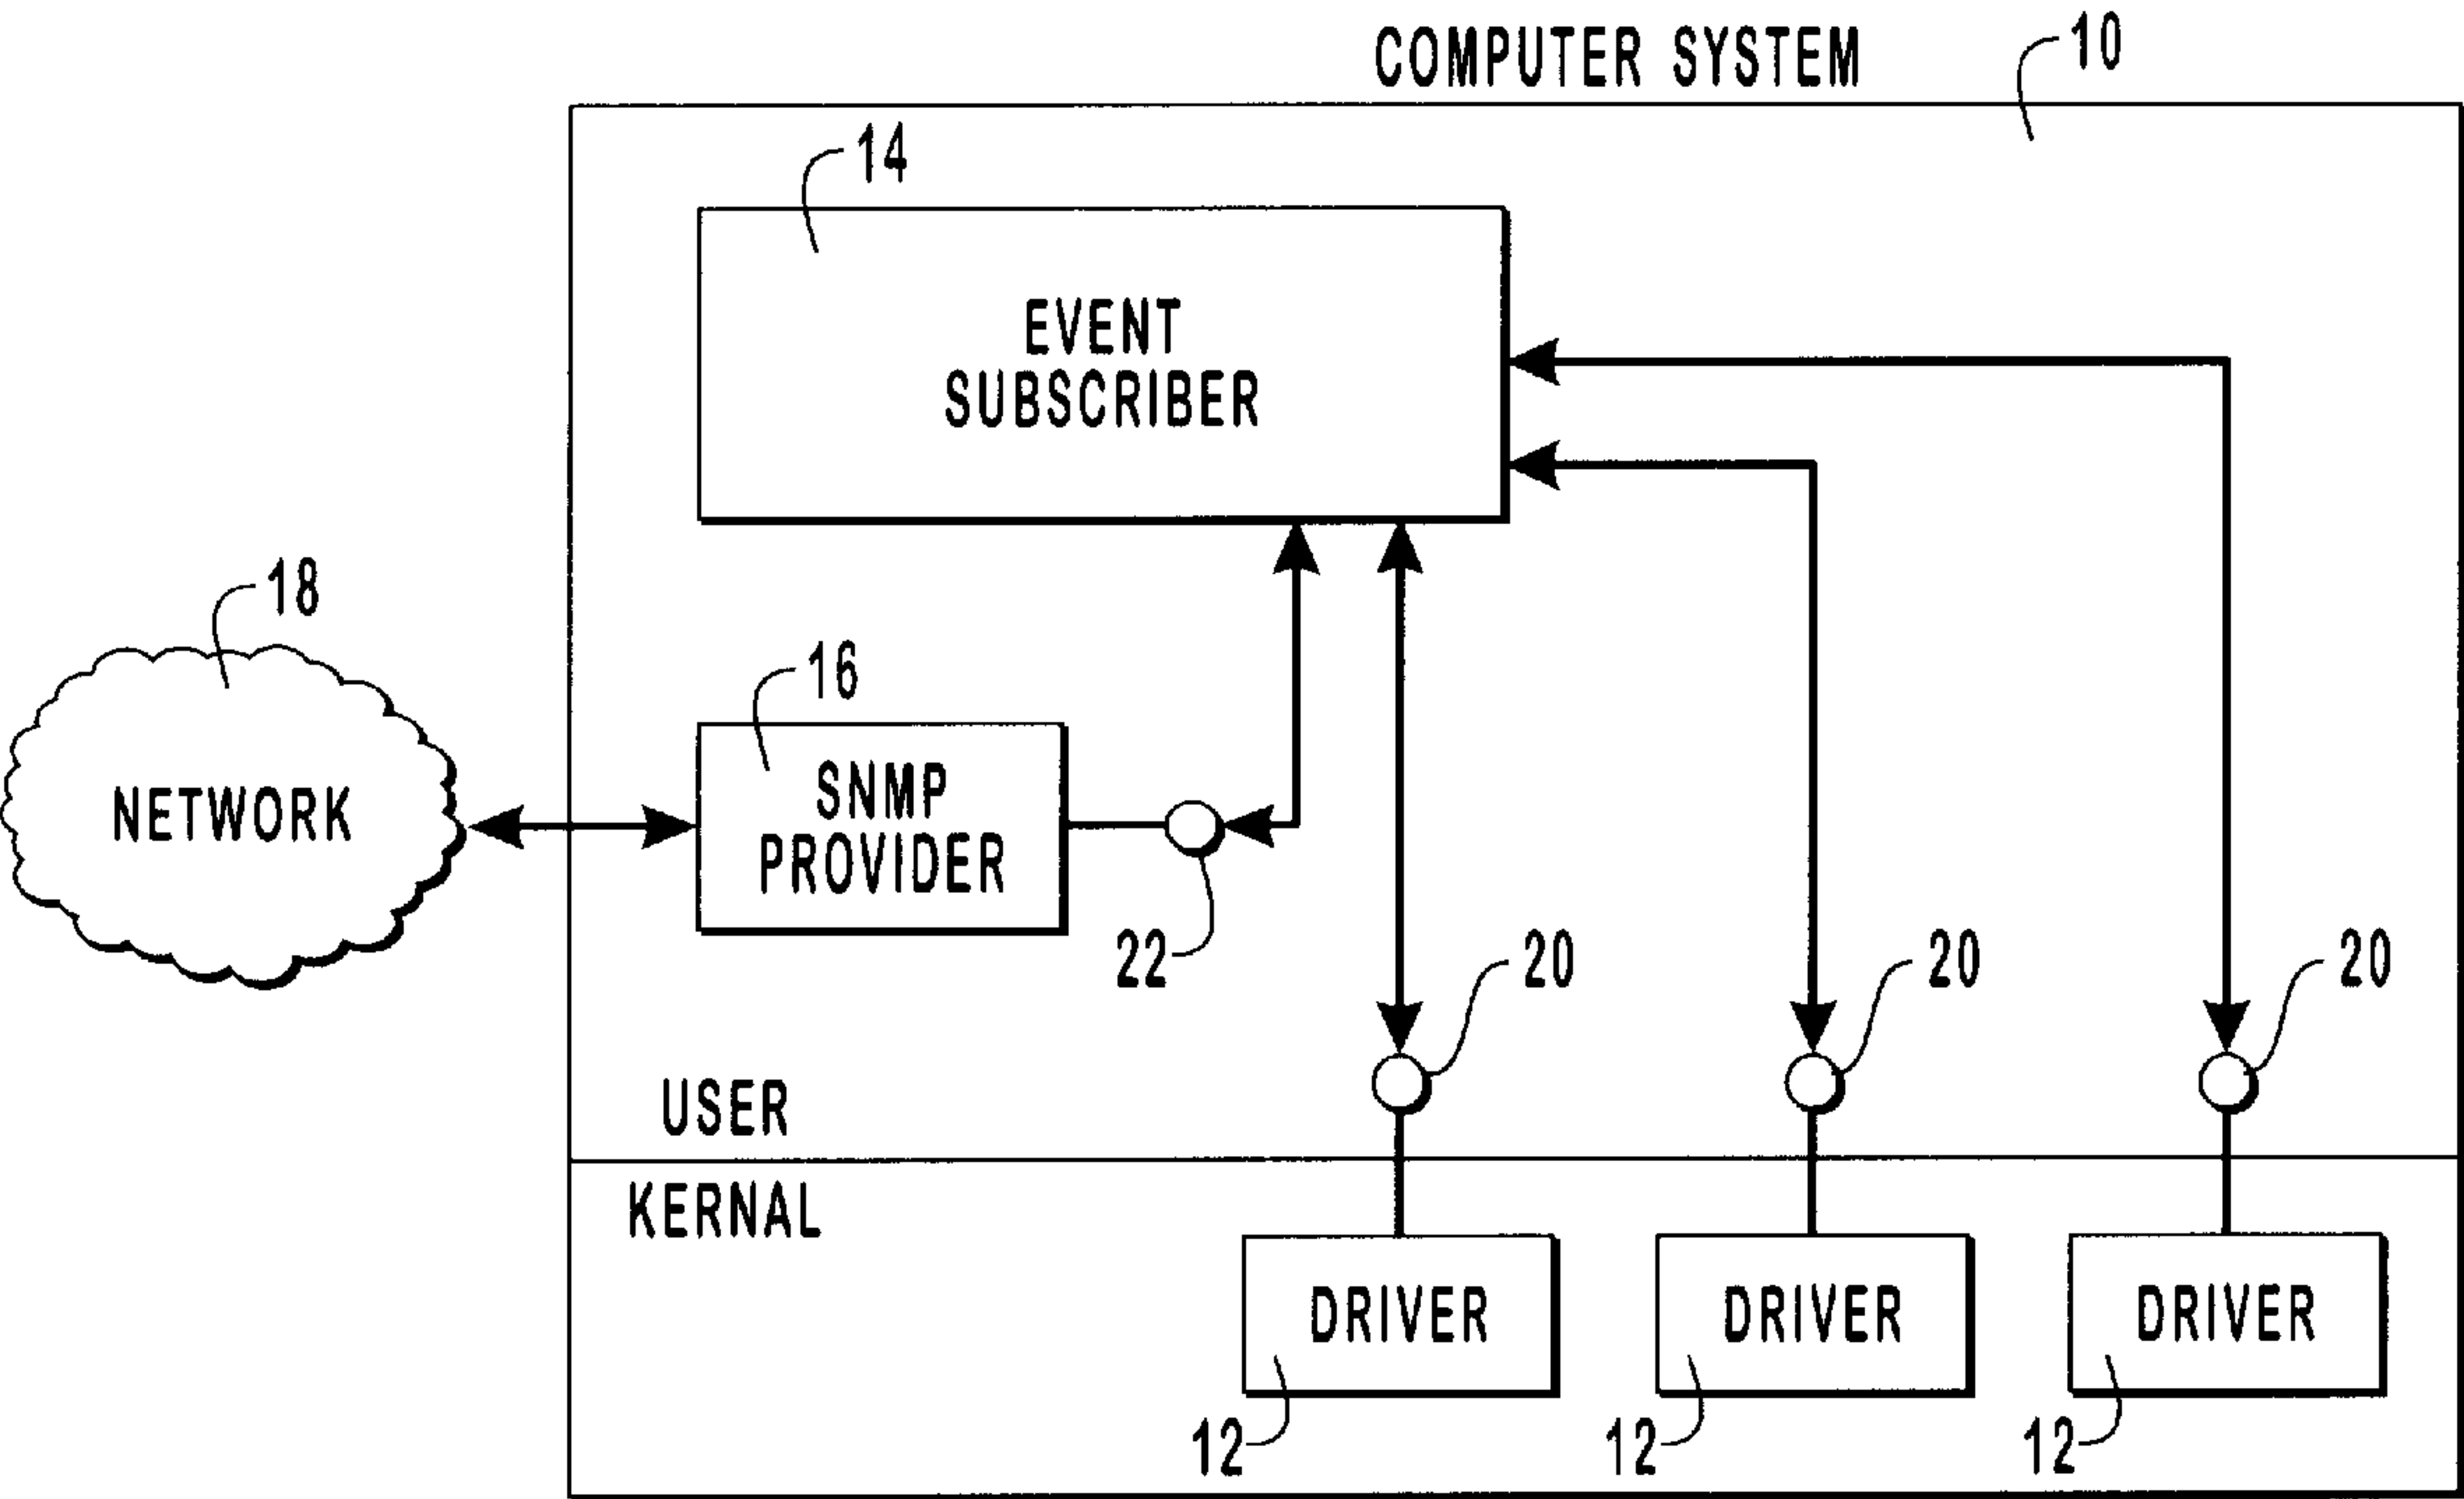 COMPUTER SYSTEM
10
14
EVENT
SUBSCRIBER
18
16
NETWORK
SNMP
PROVIDER
22
20
20
20
USER
KERNAL
DRIVER
DRIVER
DRIVER
12
12
12